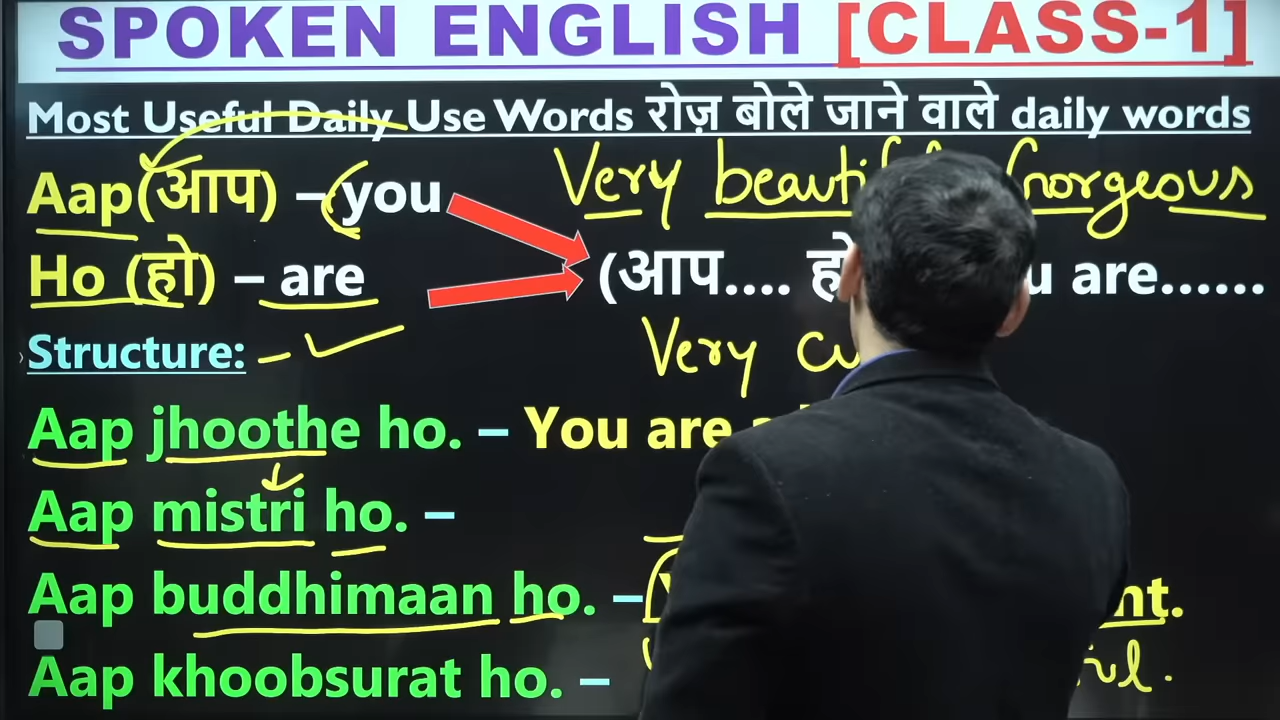 SPOKEN ENGLISH [CLASS-1]
Most Useful Daily Use Words रोज़ बोले जाने वाले daily words
Aap(आप) – you
Very gorgeous
Ho (हो) – are
(आप.... are......
Structure: –
Very
Aap jhoothe ho. – You are
Aap mistri ho. –
Aap buddhimaan ho. –
Aap khoobsurat ho. –